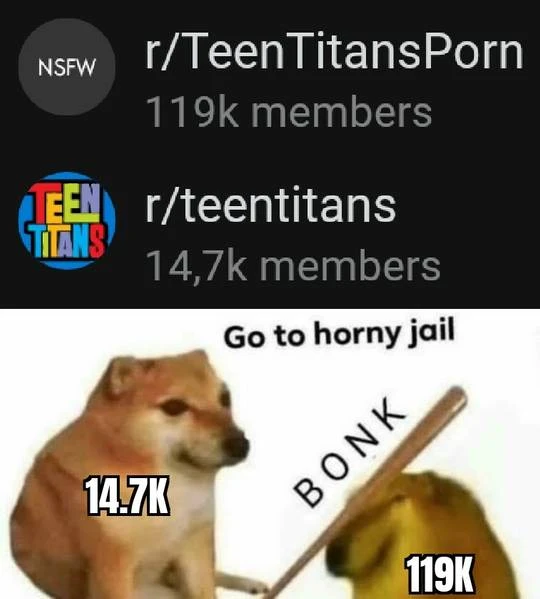 NSFW
r/TeenTitansPorn
119k members
TEEN
TITANS
r/teentitans
14,7k members
Go to horny jail
BONK
14.7K
119K